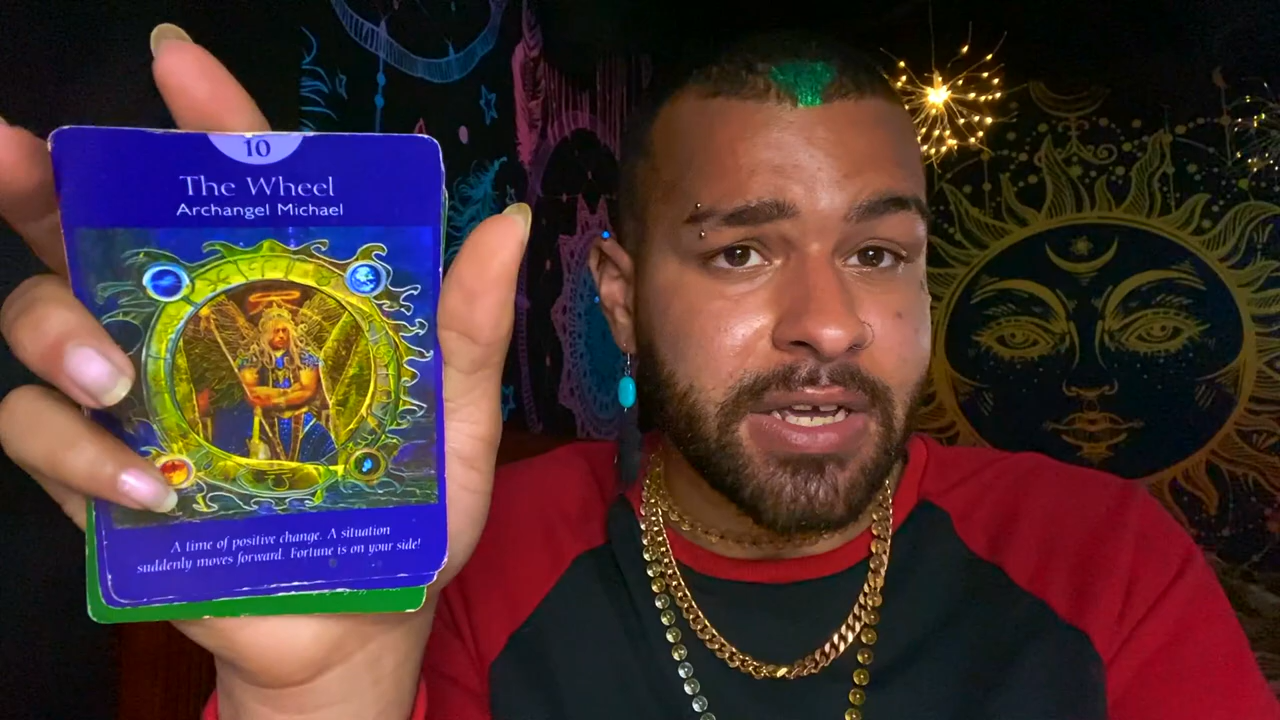 10
The Wheel
Archangel Michael
A time of positive change. A situation
suddenly moves forward. Fortune is on your side!